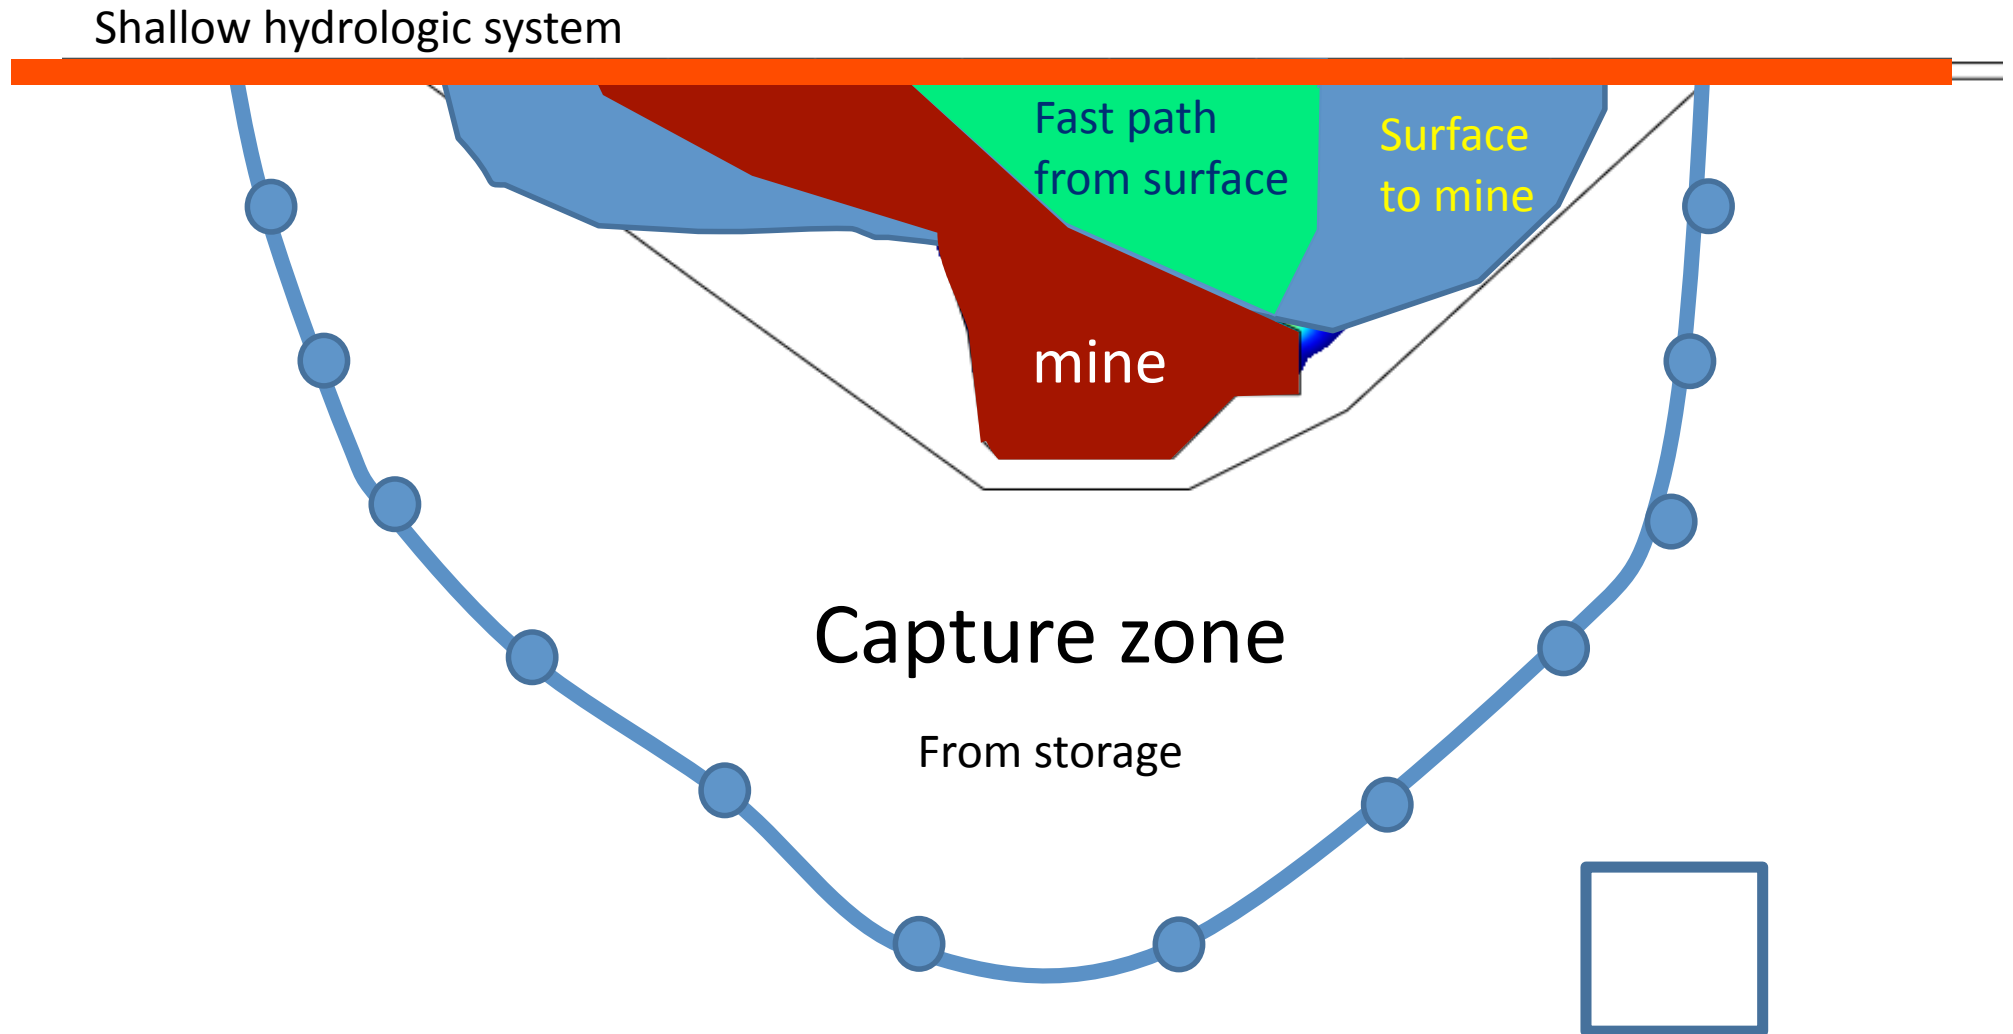 Shallow hydrologic system
Fast path
from surface
Surface
to mine
mine
Capture zone
From storage